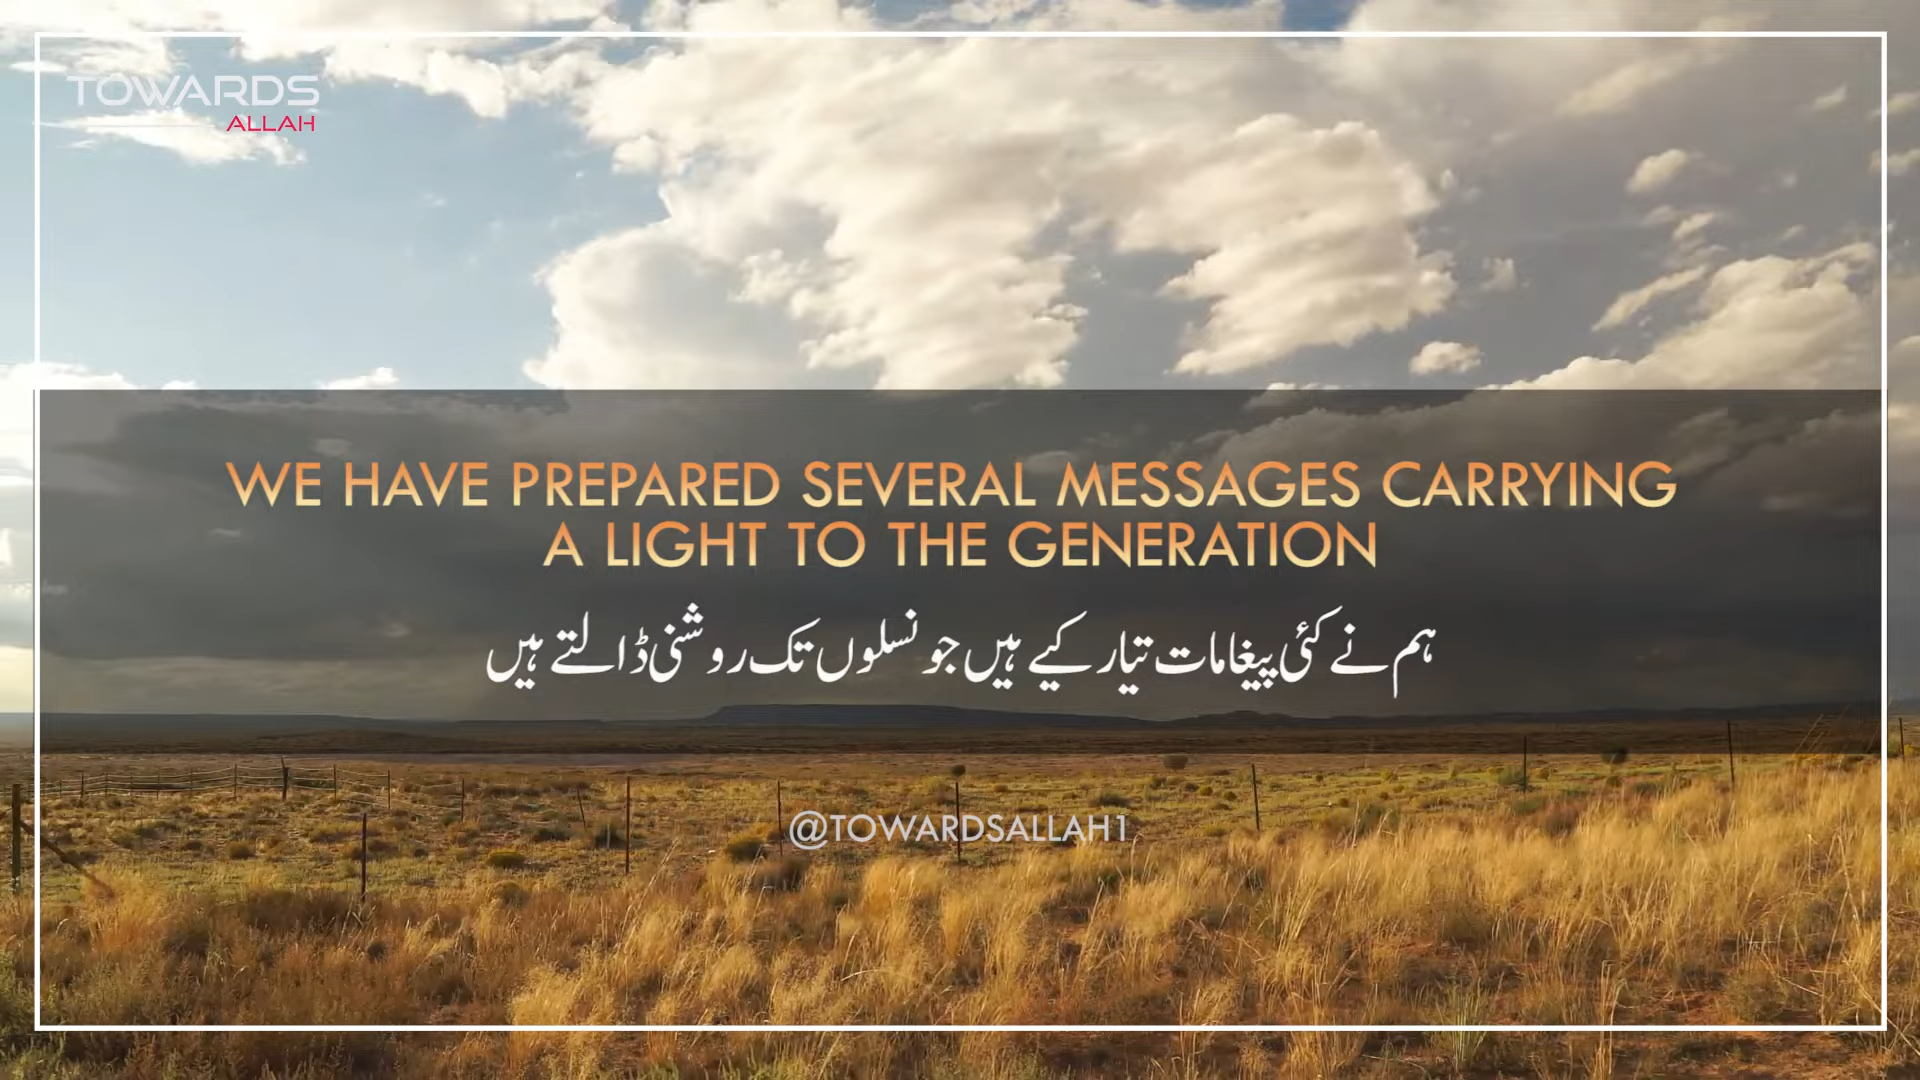 TOWARDS
ALLAH
WE HAVE PREPARED SEVERAL MESSAGES CARRYING
A LIGHT TO THE GENERATION
ہم نے کئی پیغامات تیار کیے ہیں جو نسلوں تک روشنی ڈالتے ہیں
@TOWARDSALLAH1